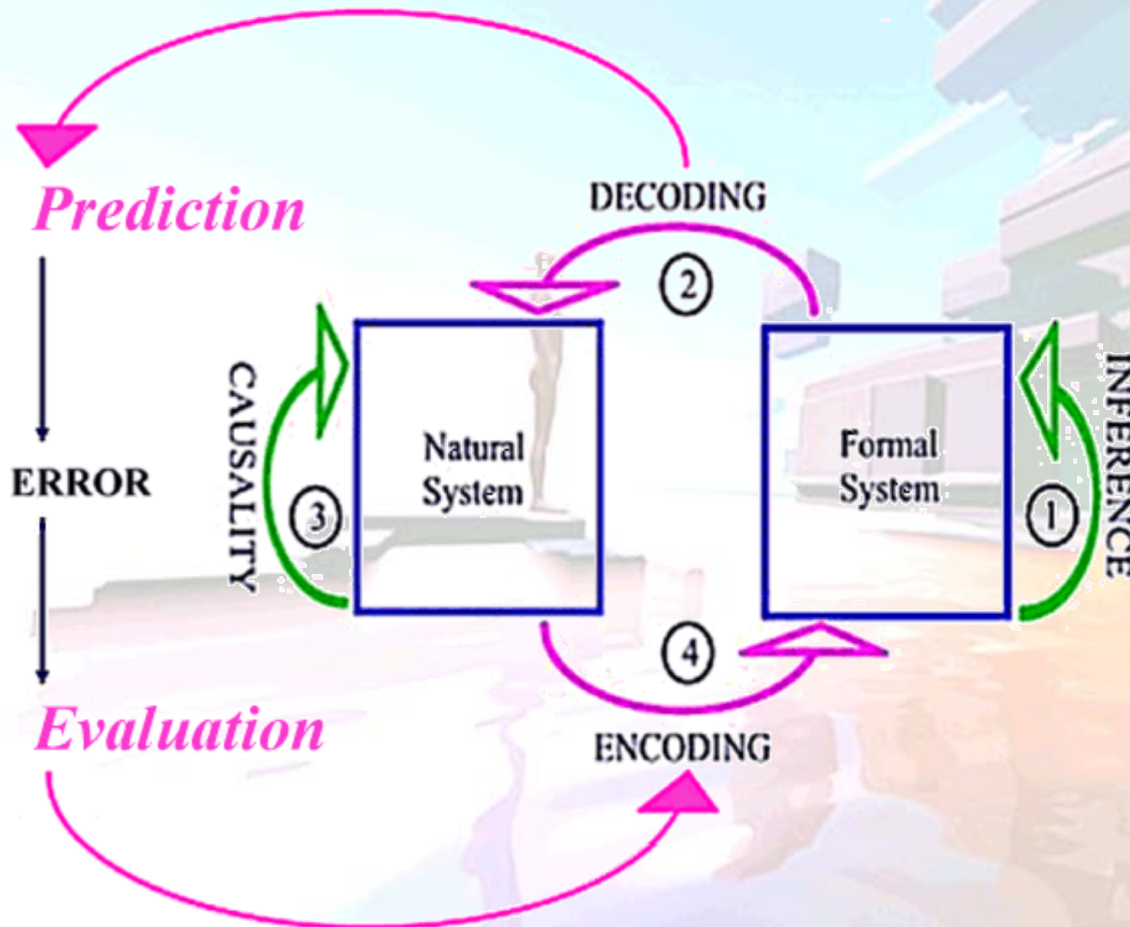 Prediction
DECODING
2
CAUSALITY
Natural
System
Formal
System
INFERENCE
ERROR
3
1
4
Evaluation
ENCODING